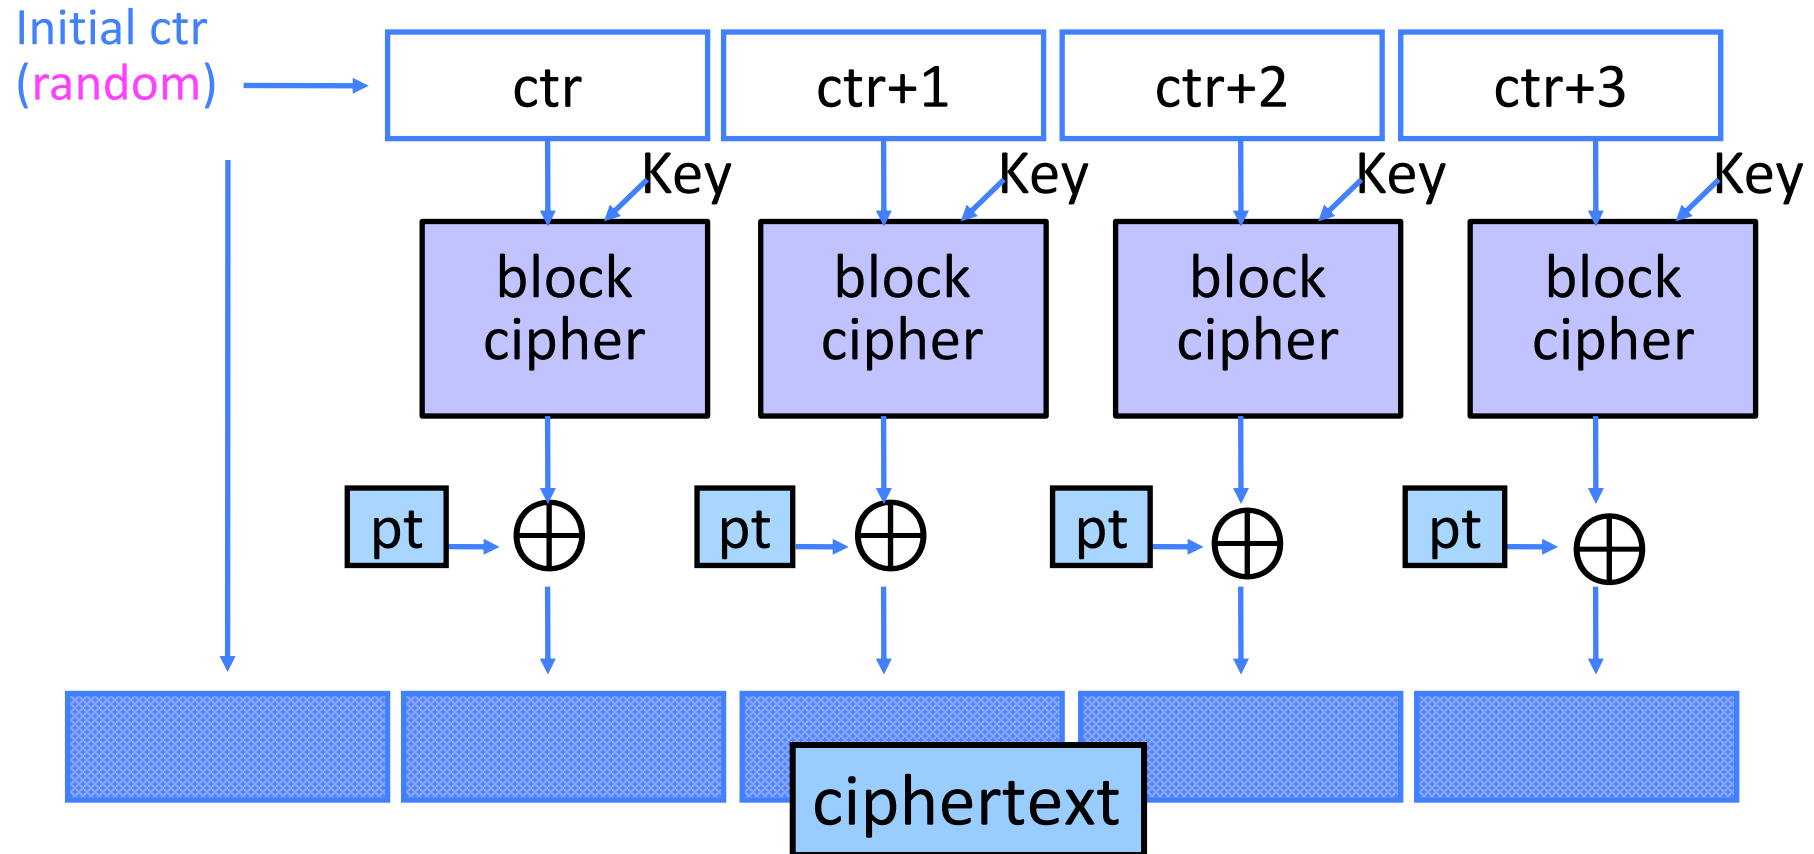 Initial ctr
(random)
ctr
ctr+1
ctr+2
ctr+3
Key
Key
Key
Key
block
cipher
block
cipher
block
cipher
block
cipher
pt
pt
pt
pt
ciphertext